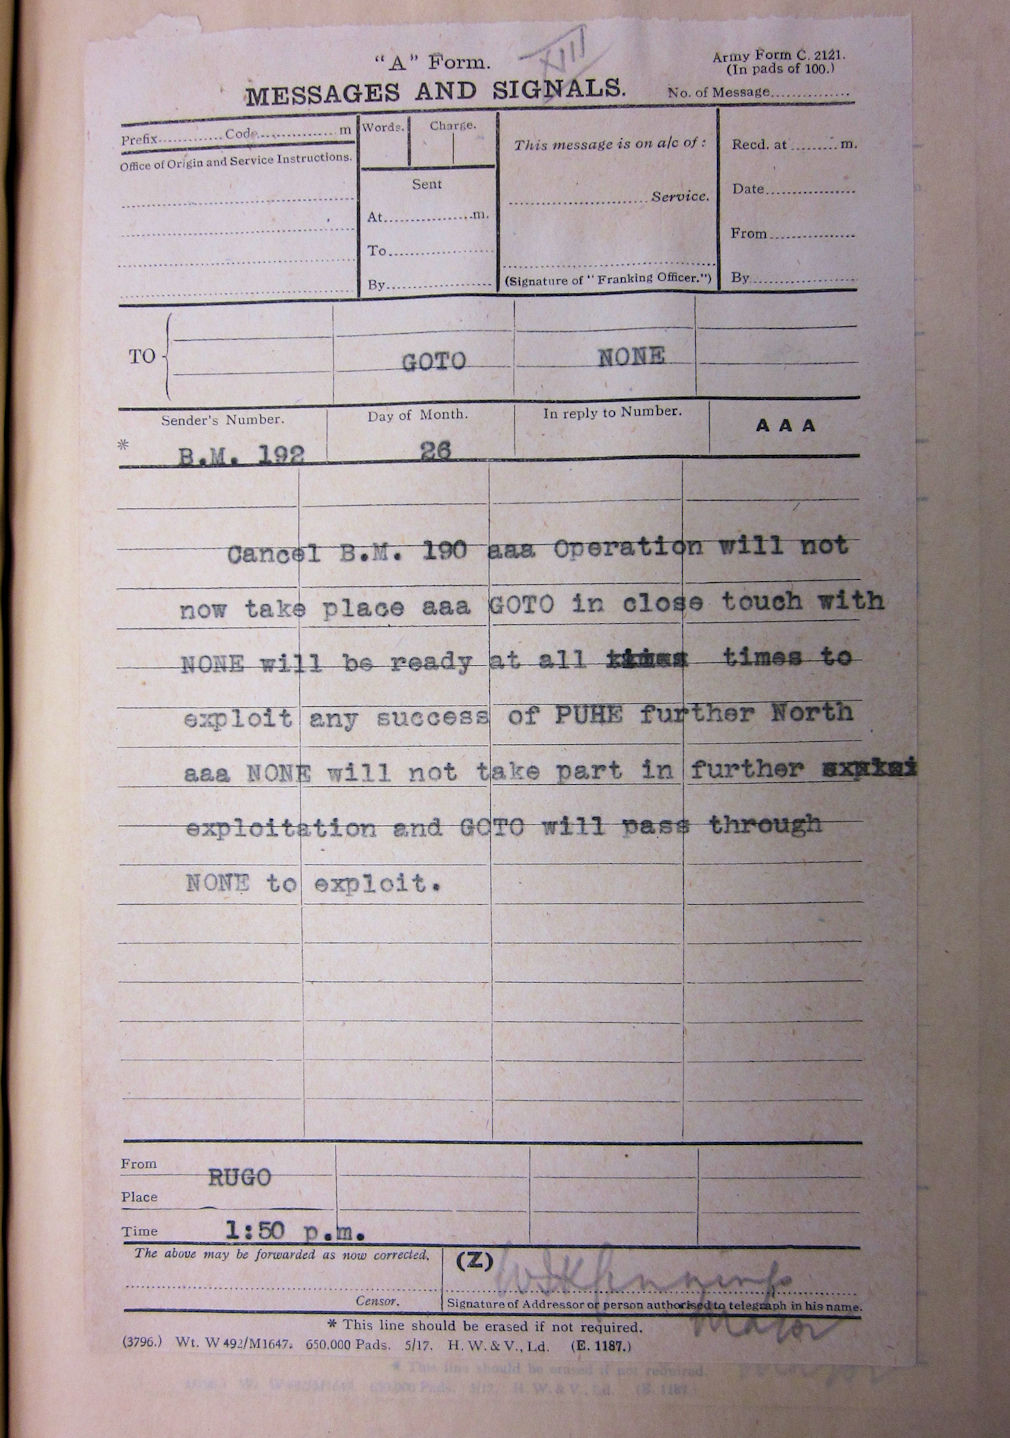 XIII
"A" Form.
Army Form C. 2121.
(In pads of 100.)
MESSAGES AND SIGNALS.
No. of Message..............
Prefix............Code...............m
Words.
Charge.
This message is on a/c of :
Recd. at .........m.
Office of Origin and Service Instructions.
Sent
........................Service.
Date..................
At.................m.
To.....................
From.................
By.....................
(Signature of "Franking Officer.")
By.....................
TO
GOTO
NONE
Sender's Number.
Day of Month.
In reply to Number.
AAA
*
B.M. 192
26
Cancel B.M. 190 aaa Operation will not
now take place aaa GOTO in close touch with
NONE will be ready at all times to
exploit any success of PUHE further North
aaa NONE will not take part in further
exploitation and GOTO will pass through
NONE to exploit.
From
RUGO
Place
Time
1:50 p.m.
The above may be forwarded as now corrected.
(Z)
Censor.
Signature of Addressor or person authorised to telegraph in his name.
Major
* This line should be erased if not required.
(3796.) Wt. W 492/M1647. 650,000 Pads. 5/17. H. W. & V., Ld. (E. 1187.)